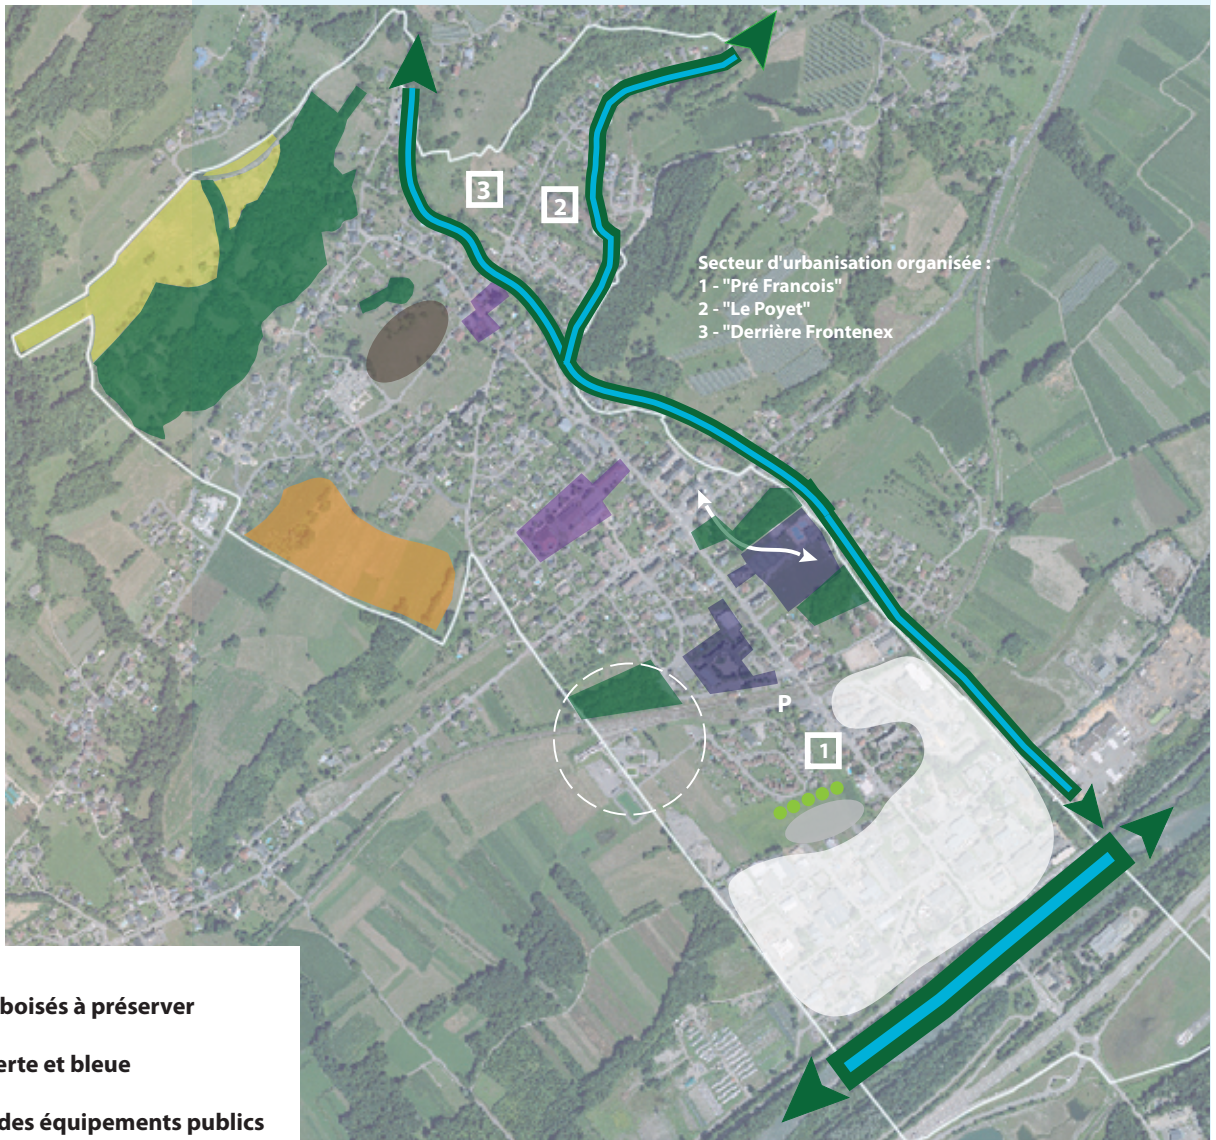 3
2
Secteur d'urbanisation organisée :
1 - "Pré Francois"
2 - "Le Poyet"
3 - "Derrière Frontenex
P
1
boisés à préserver
erte et bleue
des équipements publics